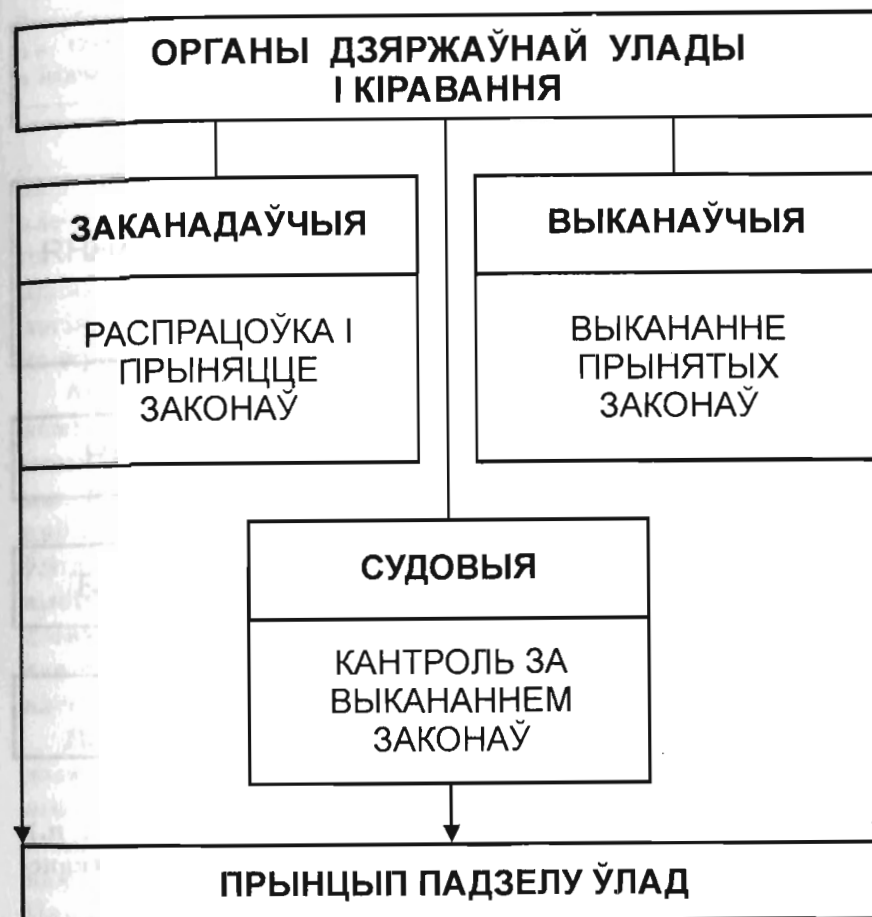 ОРГАНЫ ДЗЯРЖАЎНАЙ УЛАДЫ
І КІРАВАННЯ
ЗАКАНАДАЎЧЫЯ
РАСПРАЦОЎКА І
ПРЫНЯЦЦЕ
ЗАКОНАЎ
ВЫКАНАЎЧЫЯ
ВЫКАНАННЕ
ПРЫНЯТЫХ
ЗАКОНАЎ
СУДОВЫЯ
КАНТРОЛЬ ЗА
ВЫКАНАННЕМ
ЗАКОНАЎ
ПРЫНЦЫП ПАДЗЕЛУ ЎЛАД